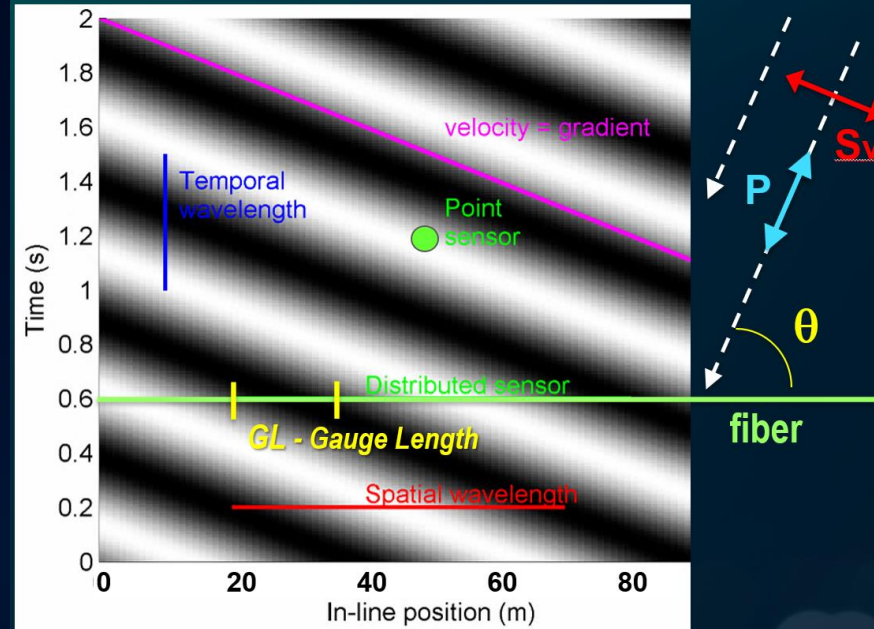 2
1.8
1.6
1.4
1.2
1
0.8
0.6
0.4
0.2
0
Time (s)
velocity = gradient
Temporal
wavelength
Point
sensor
Distributed sensor
GL - Gauge Length
Spatial wavelength
0 20 40 60 80
In-line position (m)
Sv
P
θ
fiber